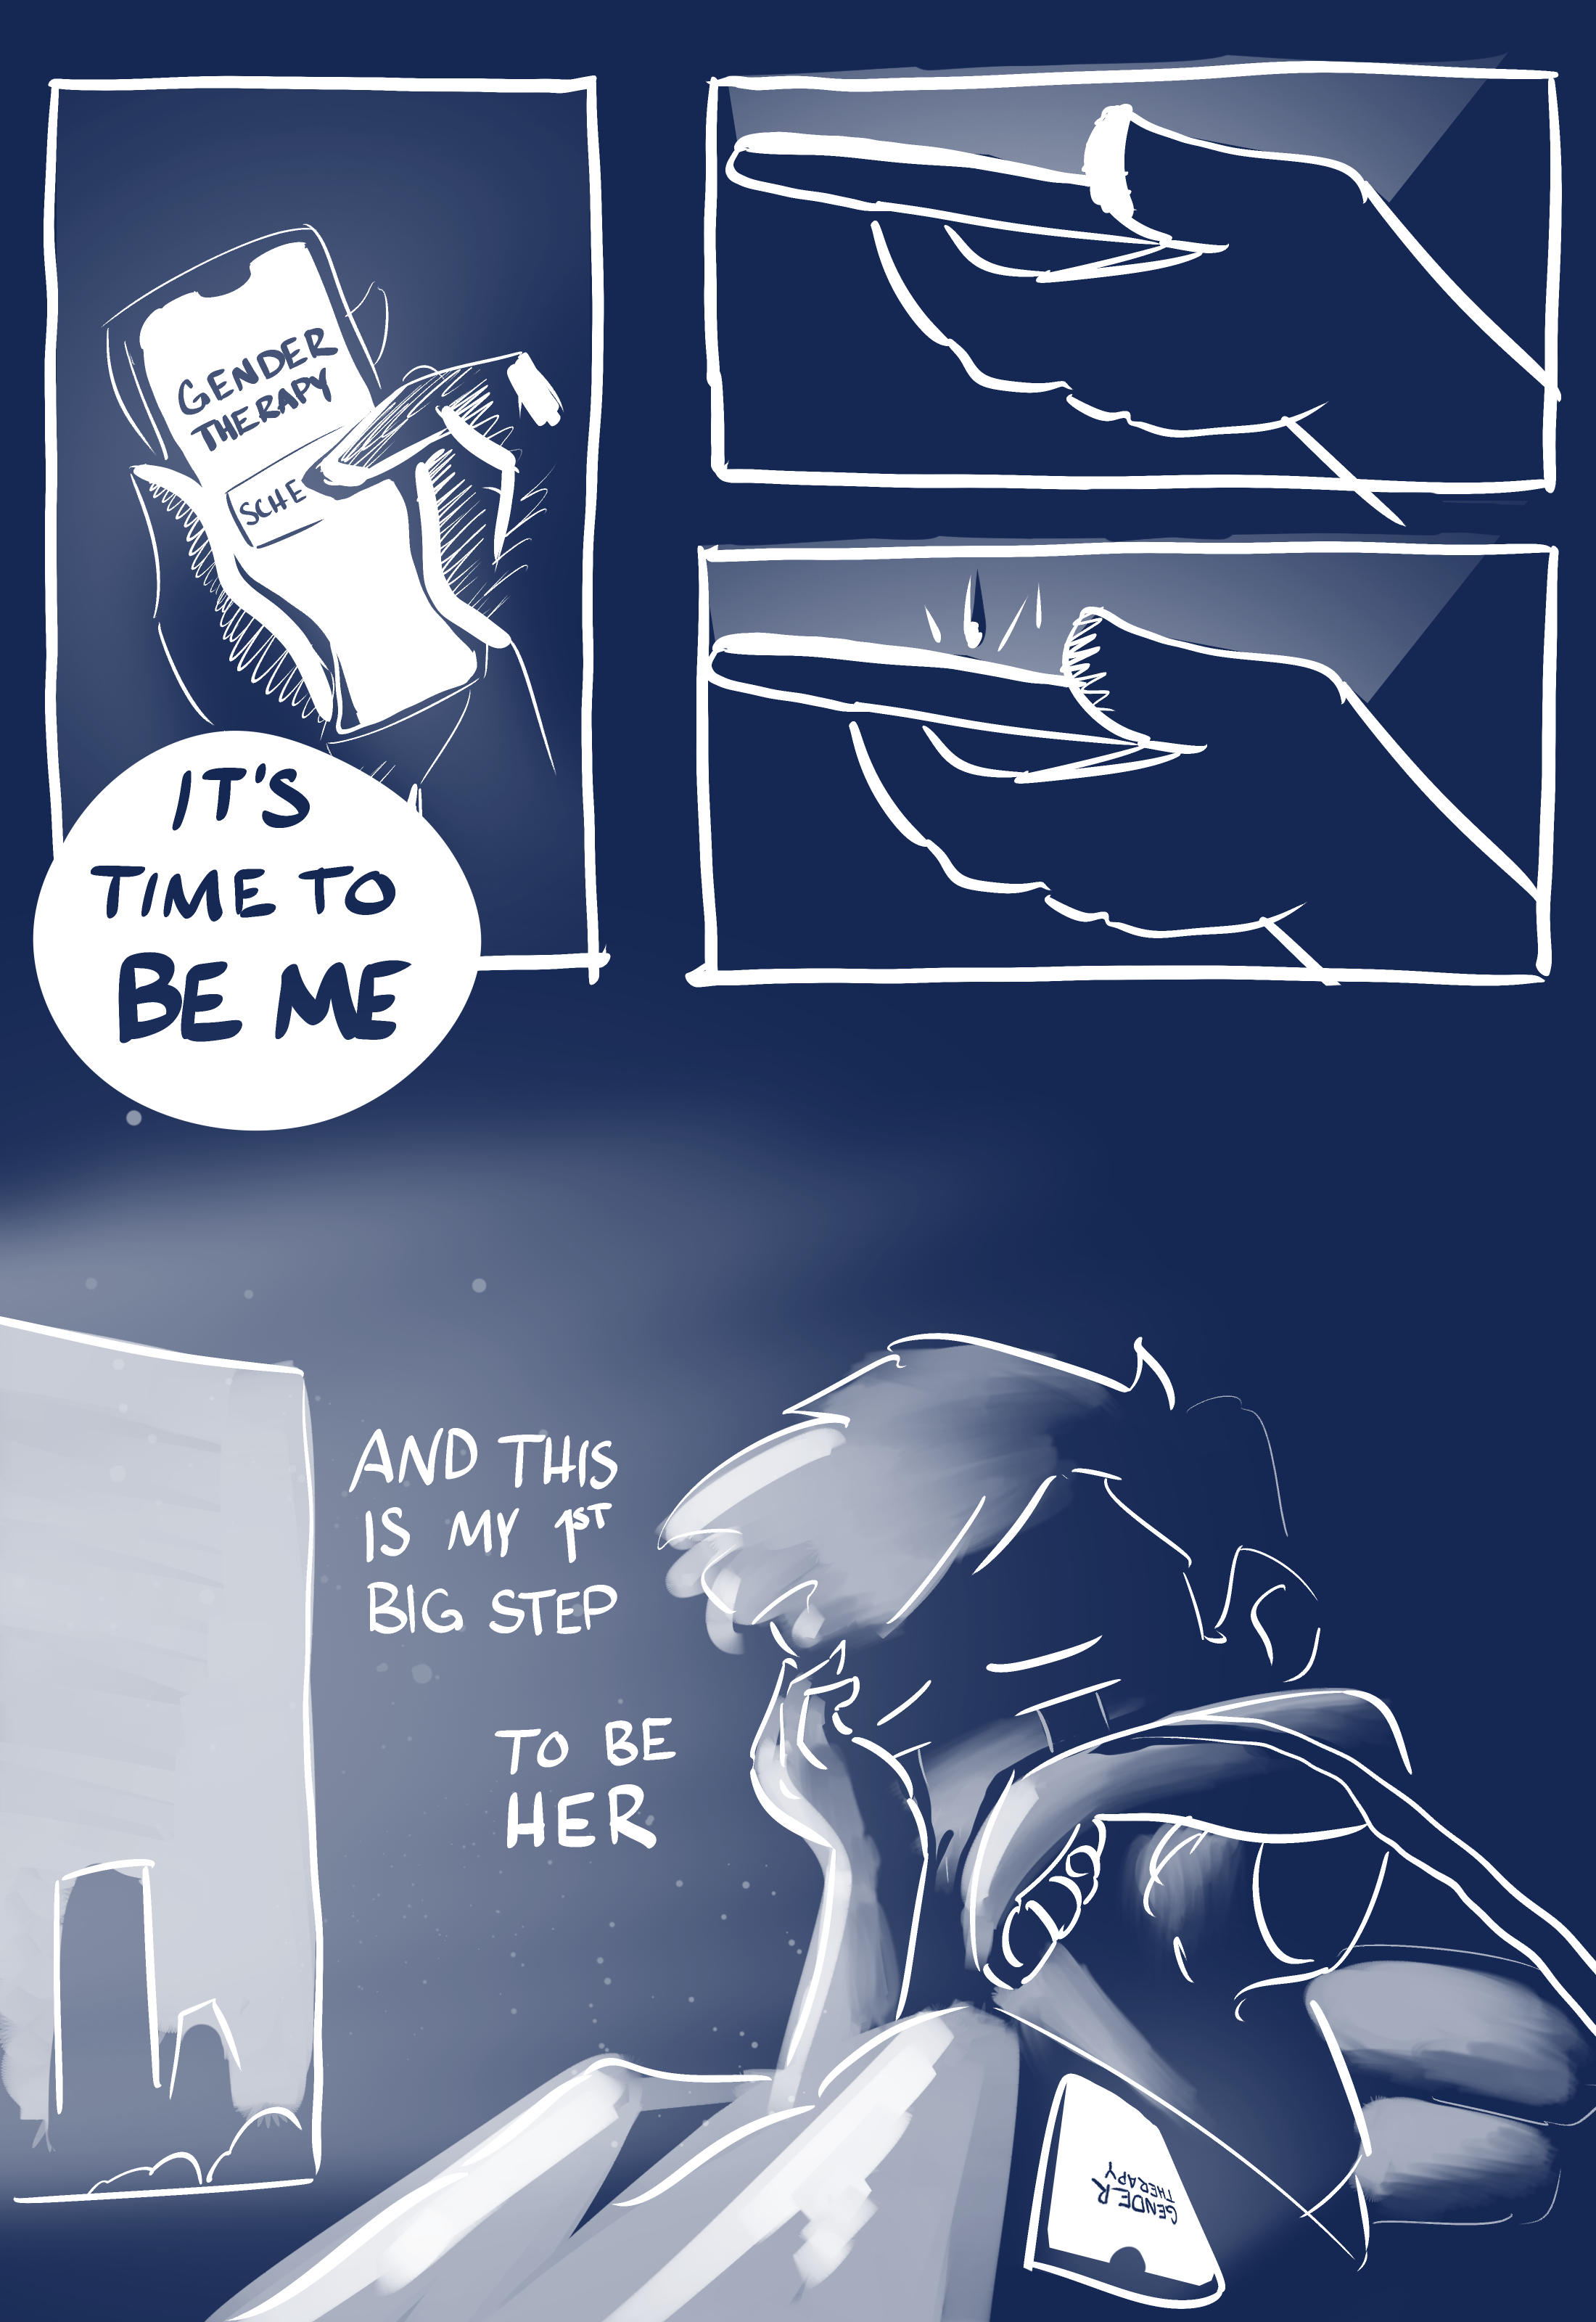 GENDER
THERAPY
SCHE
IT'S
TIME TO
BE ME
AND THIS
IS MY 1ST
BIG STEP
TO BE
HER
GENDER
THERAPY